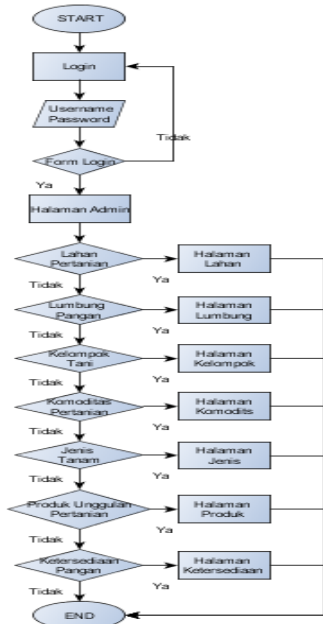 START
Login
Username
Password
Tidak
Form Login
Ya
Halaman Admin
Lahan
Pertanian
Halaman
Lahan
Ya
Tidak
Lumbung
Pangan
Halaman
Lumbung
Ya
Tidak
Kelompok
Tani
Halaman
Kelompok
Ya
Tidak
Komoditas
Pertanian
Halaman
Komodits
Ya
Tidak
Jenis
Tanam
Halaman
Jenis
Ya
Tidak
Produk Unggulan
Pertanian
Halaman
Produk
Ya
Tidak
Ketersediaan
Pangan
Halaman
Ketersediaan
Ya
Tidak
END